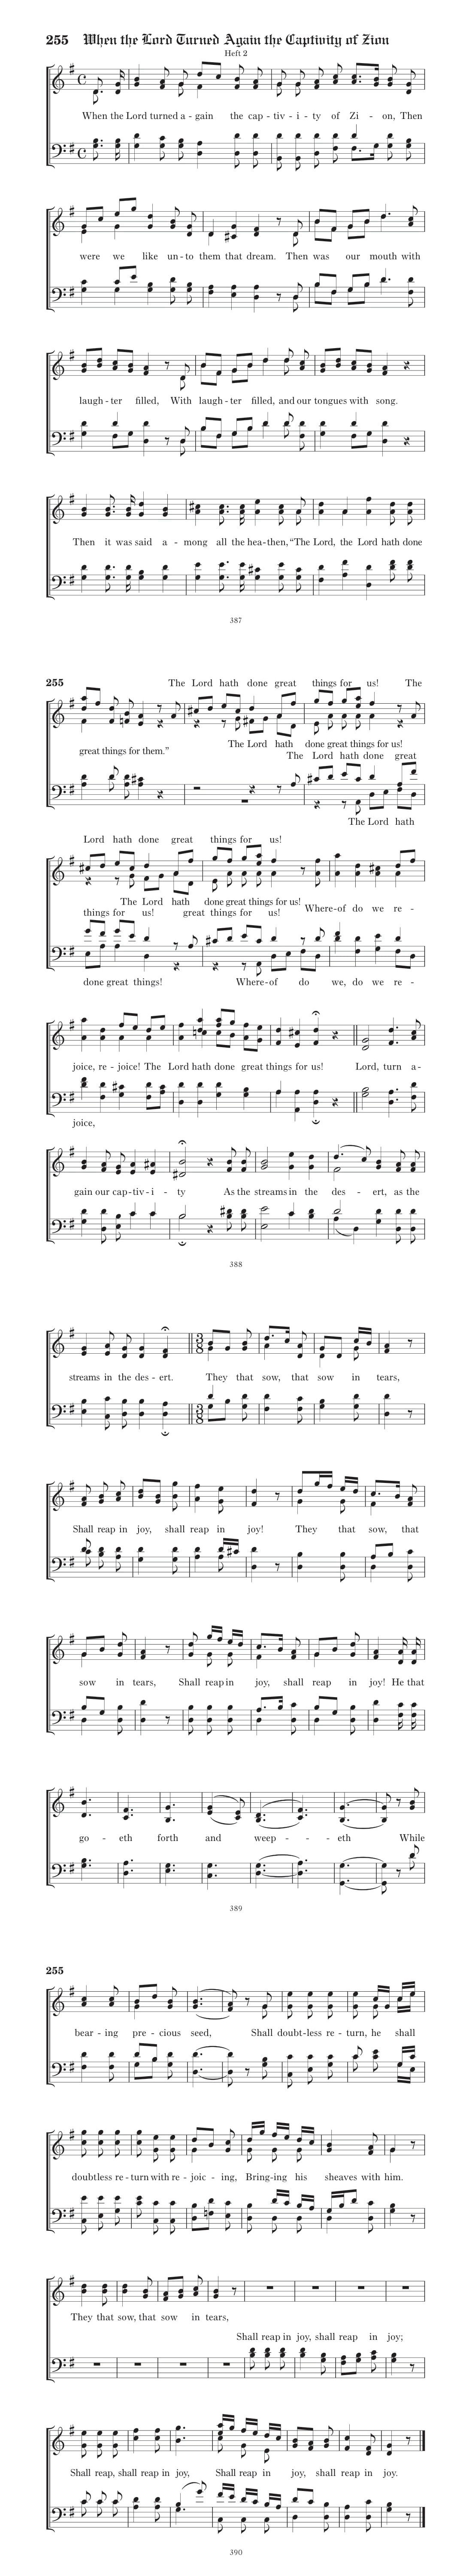 255 When the Lord Turned Again the Captivity of Zion
Heft 2
When the Lord turned a - gain the cap - tiv - i - ty of Zi - on, Then
were we like un - to them that dream. Then was our mouth with
laugh - ter filled, With laugh - ter filled, and our tongues with song.
Then it was said a - mong all the hea - then, “The Lord, the Lord hath done
387
255
The Lord hath done great things for us! The
great things for them.”
The Lord hath done great things for us!
The Lord hath done great
The Lord hath
Lord hath done great things for us!
The Lord hath done great things for us!
things for us! great things for us! Where - of do we re -
done great things! Where - of do we, do we re -
joice, re - joice! The Lord hath done great things for us! Lord, turn a -
joice,
gain our cap - tiv - i - ty As the streams in the des - ert, as the
388
streams in the des - ert. They that sow, that sow in tears,
Shall reap in joy, shall reap in joy! They that sow, that
sow in tears, Shall reap in joy, shall reap in joy! He that
go - eth forth and weep - - - eth While
389
255
bear - ing pre - cious seed, Shall doubt - less re - turn, he shall
doubtless re - turn with re - joic - ing, Bring - ing his sheaves with him.
They that sow, that sow in tears,
Shall reap in joy, shall reap in joy;
Shall reap, shall reap in joy, Shall reap in joy, shall reap in joy.
390